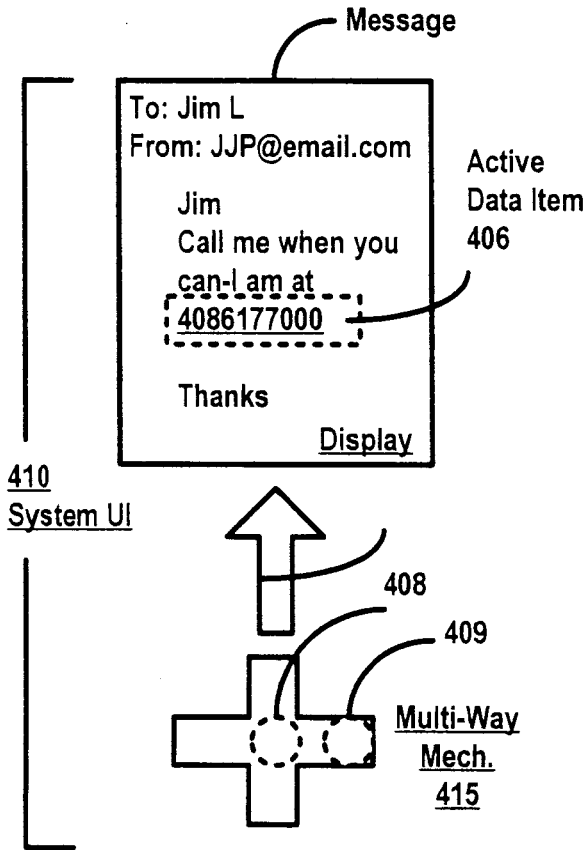 Message
To: Jim L
From: JJP@email.com
Jim
Call me when you
can-I am at
4086177000
Thanks
Display
Active
Data Item
406
410
System UI
408
409
Multi-Way
Mech.
415